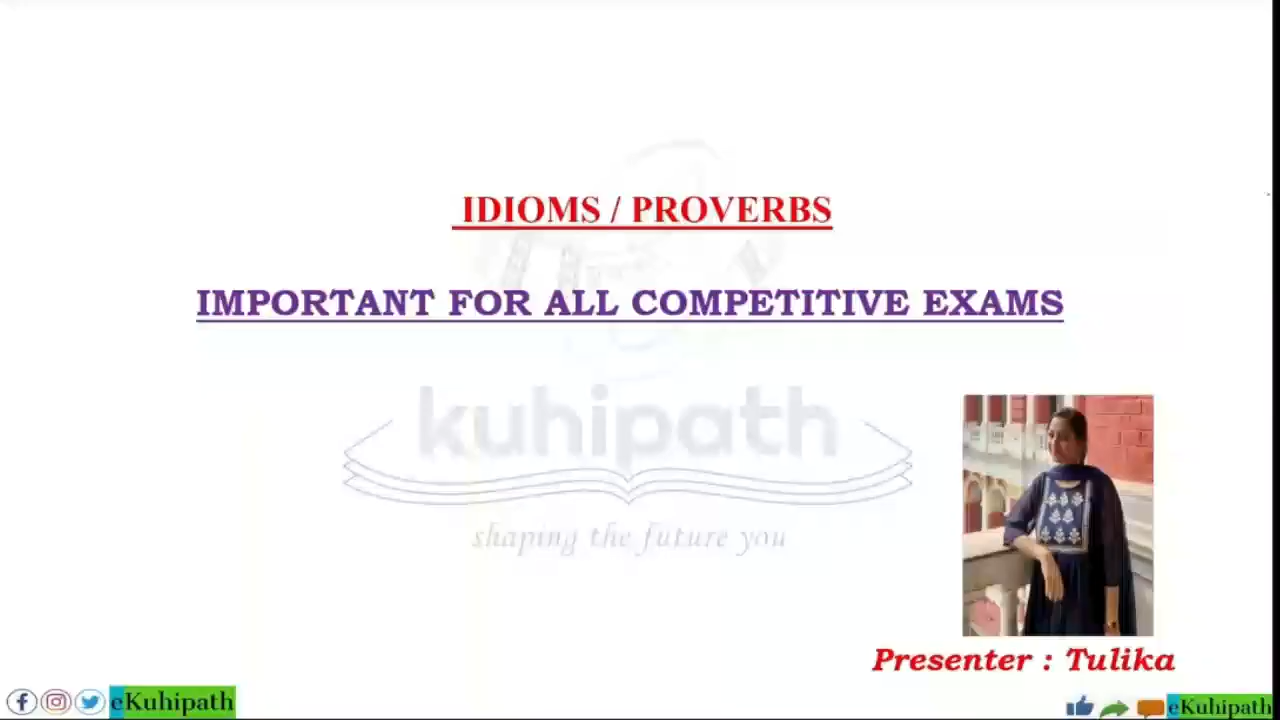 IDIOMS / PROVERBS
IMPORTANT FOR ALL COMPETITIVE EXAMS
kuhipath
shaping the future you
Presenter : Tulika
eKuhipath
eKuhipath